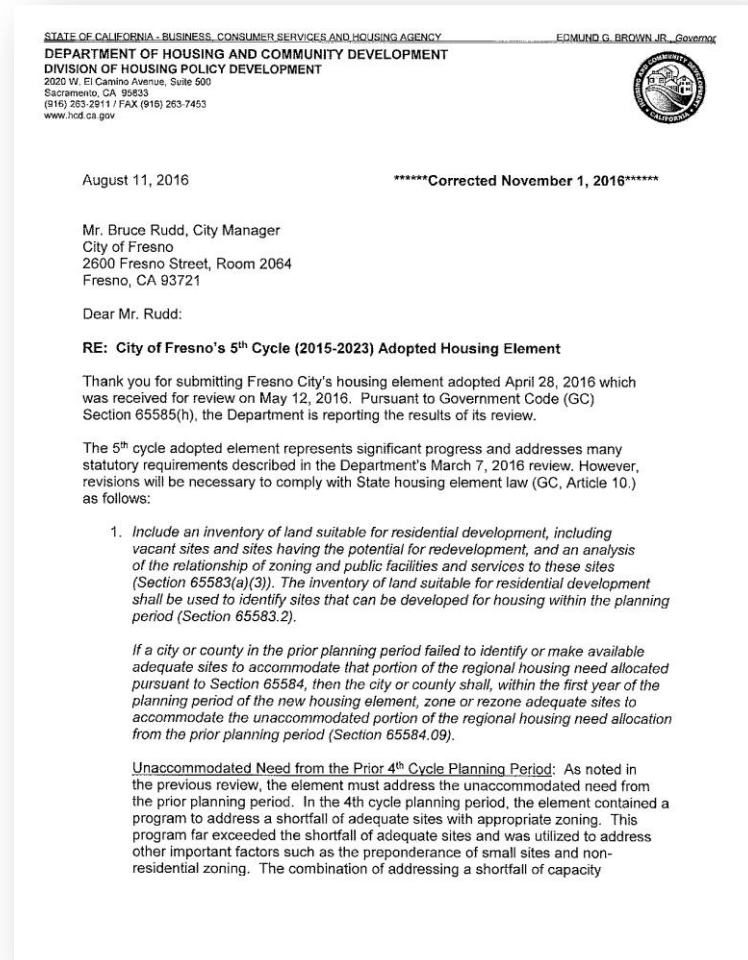 STATE OF CALIFORNIA - BUSINESS, CONSUMER SERVICES AND HOUSING AGENCY EDMUND G. BROWN JR., Governor
DEPARTMENT OF HOUSING AND COMMUNITY DEVELOPMENT
DIVISION OF HOUSING POLICY DEVELOPMENT
2020 W. El Camino Avenue, Suite 500
Sacramento, CA 95833
(916) 263-2911 / FAX (916) 263-7453
www.hcd.ca.gov
HOUSING AND COMMUNITY DEVELOPMENT
CALIFORNIA
August 11, 2016 ******Corrected November 1, 2016******
Mr. Bruce Rudd, City Manager
City of Fresno
2600 Fresno Street, Room 2064
Fresno, CA 93721
Dear Mr. Rudd:
RE: City of Fresno's 5th Cycle (2015-2023) Adopted Housing Element
Thank you for submitting Fresno City's housing element adopted April 28, 2016 which
was received for review on May 12, 2016. Pursuant to Government Code (GC)
Section 65585(h), the Department is reporting the results of its review.
The 5th cycle adopted element represents significant progress and addresses many
statutory requirements described in the Department's March 7, 2016 review. However,
revisions will be necessary to comply with State housing element law (GC, Article 10.)
as follows:
1. Include an inventory of land suitable for residential development, including
vacant sites and sites having the potential for redevelopment, and an analysis
of the relationship of zoning and public facilities and services to these sites
(Section 65583(a)(3)). The inventory of land suitable for residential development
shall be used to identify sites that can be developed for housing within the planning
period (Section 65583.2).
If a city or county in the prior planning period failed to identify or make available
adequate sites to accommodate that portion of the regional housing need allocated
pursuant to Section 65584, then the city or county shall, within the first year of the
planning period of the new housing element, zone or rezone adequate sites to
accommodate the unaccommodated portion of the regional housing need allocation
from the prior planning period (Section 65584.09).
Unaccommodated Need from the Prior 4th Cycle Planning Period: As noted in
the previous review, the element must address the unaccommodated need from
the prior planning period. In the 4th cycle planning period, the element contained a
program to address a shortfall of adequate sites with appropriate zoning. This
program far exceeded the shortfall of adequate sites and was utilized to address
other important factors such as the preponderance of small sites and non-
residential zoning. The combination of addressing a shortfall of capacity